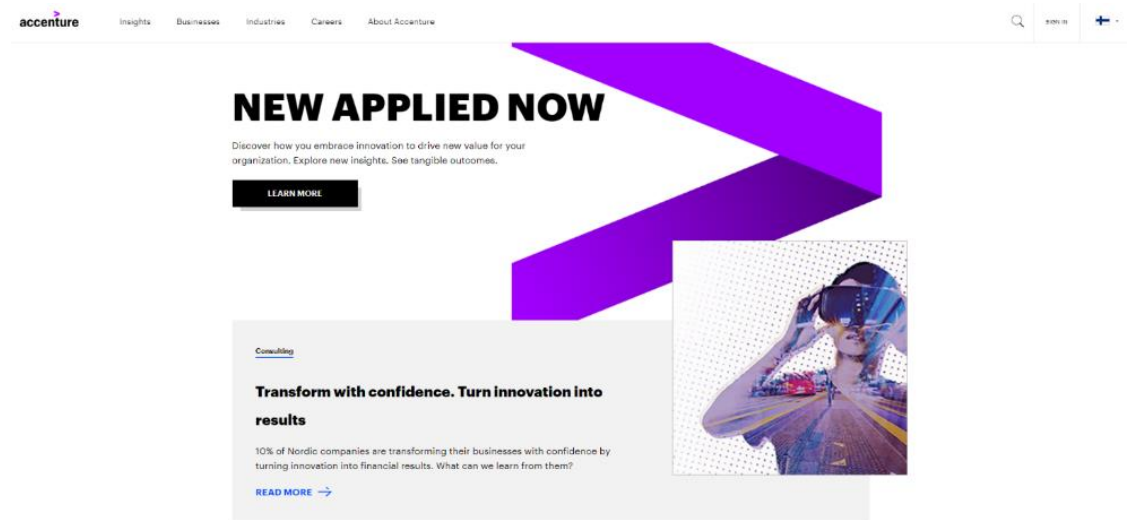 accenture
Insights
Businesses
Industries
Careers
About Accenture
SIGN IN
NEW APPLIED NOW
Discover how you embrace innovation to drive new value for your
organization. Explore new insights. See tangible outcomes.
LEARN MORE
Consulting
Transform with confidence. Turn innovation into
results
10% of Nordic companies are transforming their businesses with confidence by
turning innovation into financial results. What can we learn from them?
READ MORE →